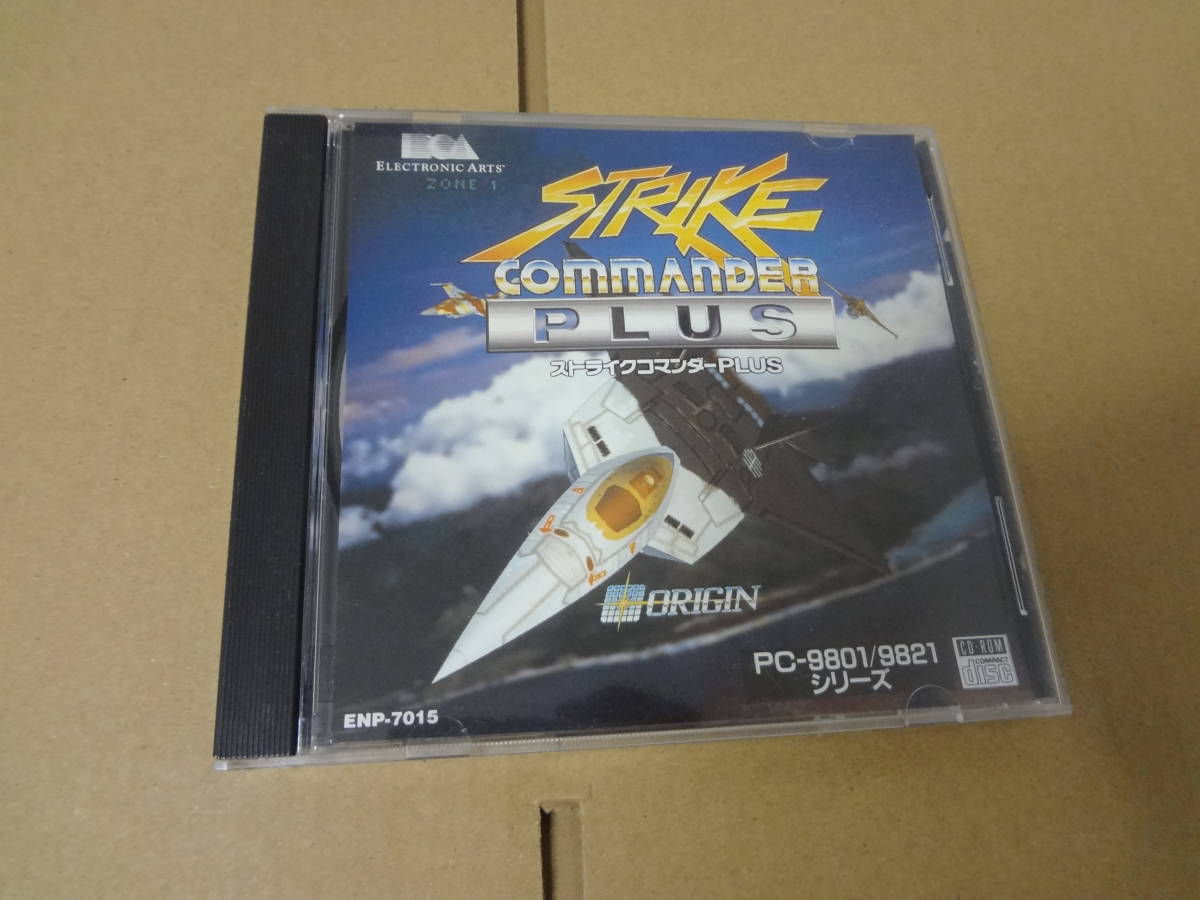 ELECTRONIC ARTS
ZONE 1
STRIKE
COMMANDER
PLUS
ストライクコマンダーPLUS
ORIGIN
PC-9801/9821
シリーズ
CD-ROM
COMPACT
disc
ENP-7015